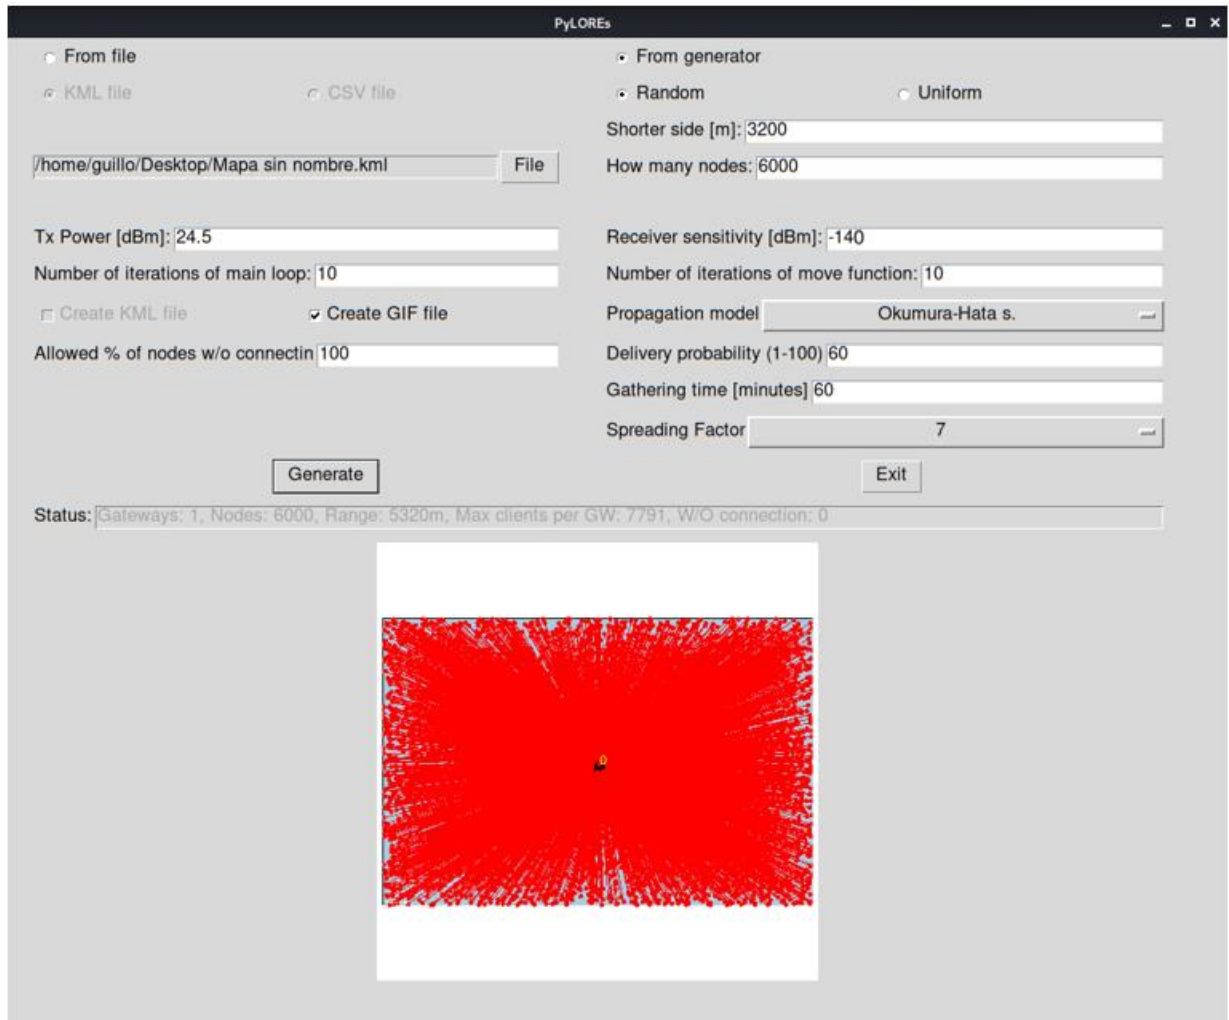 PyLOREs
From file
From generator
KML file
CSV file
Random
Uniform
Shorter side [m]: 3200
/home/guillo/Desktop/Mapa sin nombre.kml
File
How many nodes: 6000
Tx Power [dBm]: 24.5
Receiver sensitivity [dBm]: -140
Number of iterations of main loop: 10
Number of iterations of move function: 10
Create KML file
Create GIF file
Propagation model Okumura-Hata s.
Allowed % of nodes w/o connectin 100
Delivery probability (1-100) 60
Gathering time [minutes] 60
Spreading Factor 7
Generate
Exit
Status: Gateways: 1, Nodes: 6000, Range: 5320m, Max clients per GW: 7791, W/O connection: 0
0